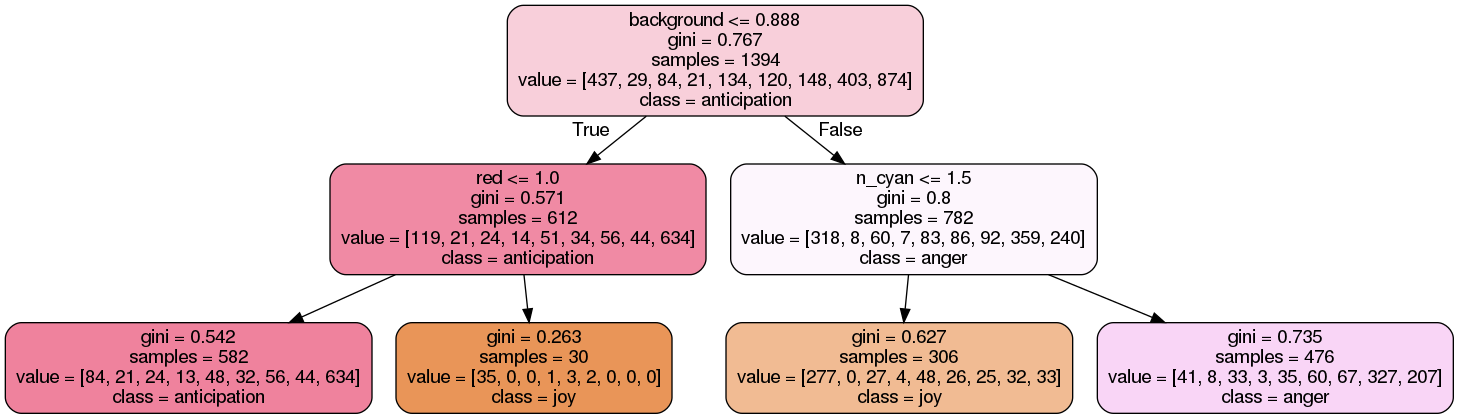 background <= 0.888
gini = 0.767
samples = 1394
value = [437, 29, 84, 21, 134, 120, 148, 403, 874]
class = anticipation
True
False
red <= 1.0
gini = 0.571
samples = 612
value = [119, 21, 24, 14, 51, 34, 56, 44, 634]
class = anticipation
n_cyan <= 1.5
gini = 0.8
samples = 782
value = [318, 8, 60, 7, 83, 86, 92, 359, 240]
class = anger
gini = 0.542
samples = 582
value = [84, 21, 24, 13, 48, 32, 56, 44, 634]
class = anticipation
gini = 0.263
samples = 30
value = [35, 0, 0, 1, 3, 2, 0, 0, 0]
class = joy
gini = 0.627
samples = 306
value = [277, 0, 27, 4, 48, 26, 25, 32, 33]
class = joy
gini = 0.735
samples = 476
value = [41, 8, 33, 3, 35, 60, 67, 327, 207]
class = anger